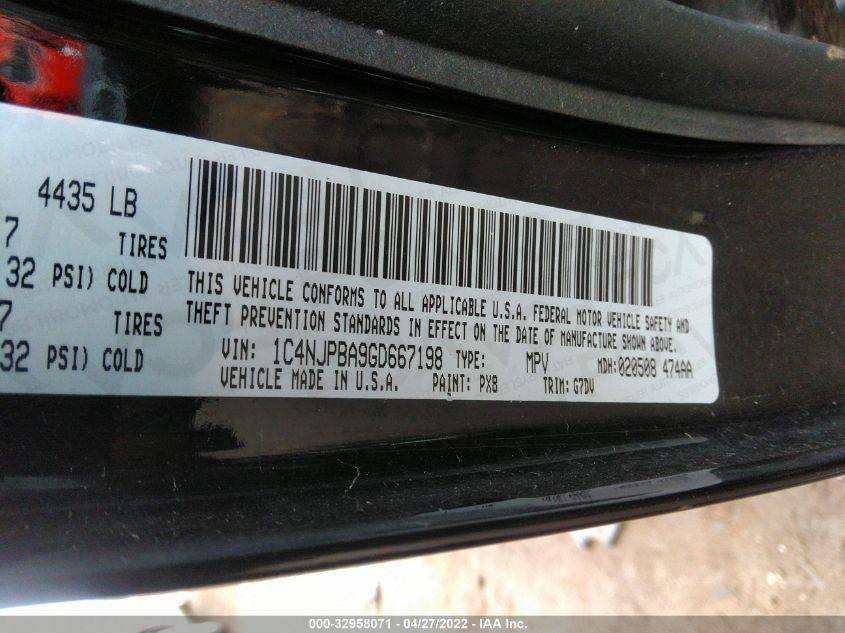 4435 LB
7 TIRES
32 PSI) COLD
7 TIRES
32 PSI) COLD
THIS VEHICLE CONFORMS TO ALL APPLICABLE U.S.A. FEDERAL MOTOR VEHICLE SAFETY AND
THEFT PREVENTION STANDARDS IN EFFECT ON THE DATE OF MANUFACTURE SHOWN ABOVE.
VIN: 1C4NJPBA9GD667198 TYPE: MPV MDH:020508 474AA
VEHICLE MADE IN U.S.A. PAINT: PX8 TRIM: G7DV
000-32958071 - 04/27/2022 - IAA Inc.